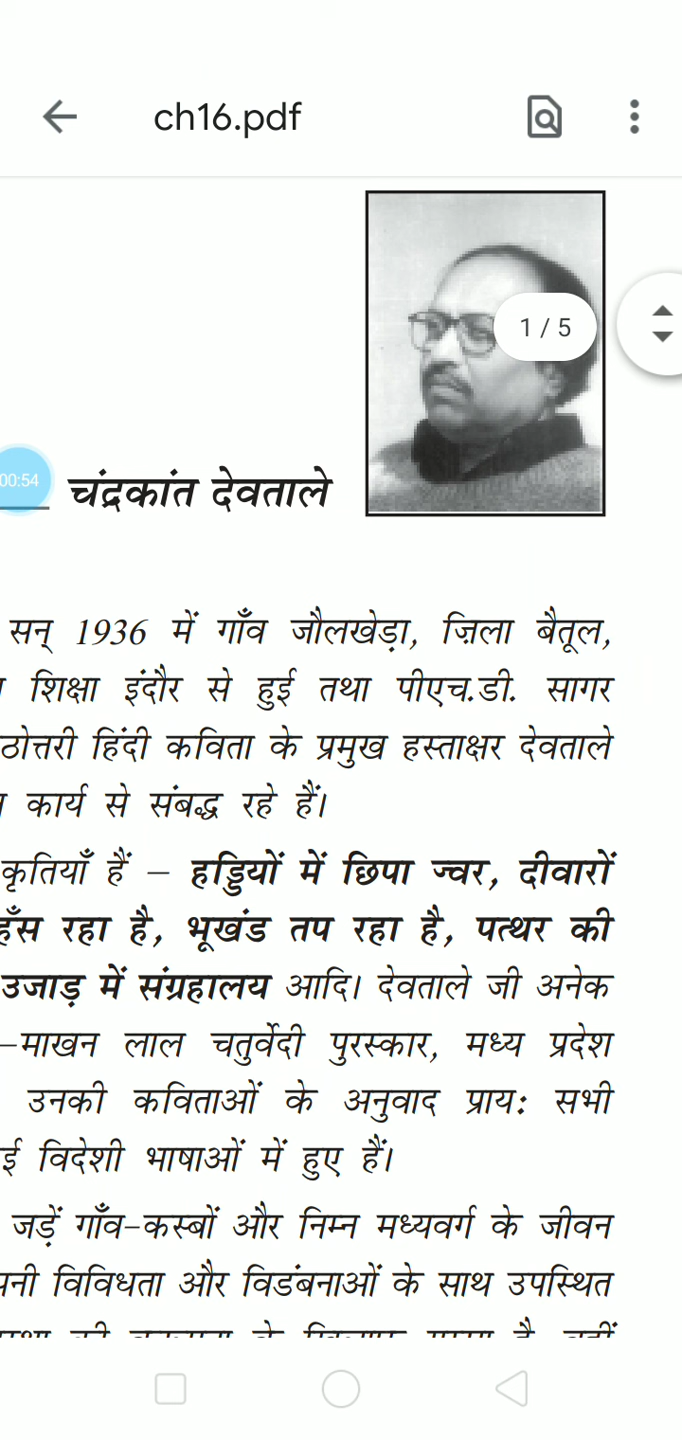 ch16.pdf
1 / 5
00:54
चंद्रकांत देवताले
सन् 1936 में गाँव जौलखेड़ा, ज़िला बैतूल,
शिक्षा इंदौर से हुई तथा पीएच.डी. सागर
ठोत्तरी हिंदी कविता के प्रमुख हस्ताक्षर देवताले
कार्य से संबद्ध रहे हैं।
कृतियाँ हैं – हड्डियों में छिपा ज्वर, दीवारों
हँस रहा है, भूखंड तप रहा है, पत्थर की
उजाड़ में संग्रहालय आदि। देवताले जी अनेक
–माखन लाल चतुर्वेदी पुरस्कार, मध्य प्रदेश
उनकी कविताओं के अनुवाद प्रायः सभी
ई विदेशी भाषाओं में हुए हैं।
जड़ें गाँव-कस्बों और निम्न मध्यवर्ग के जीवन
विविधता और विडंबनाओं के साथ उपस्थित